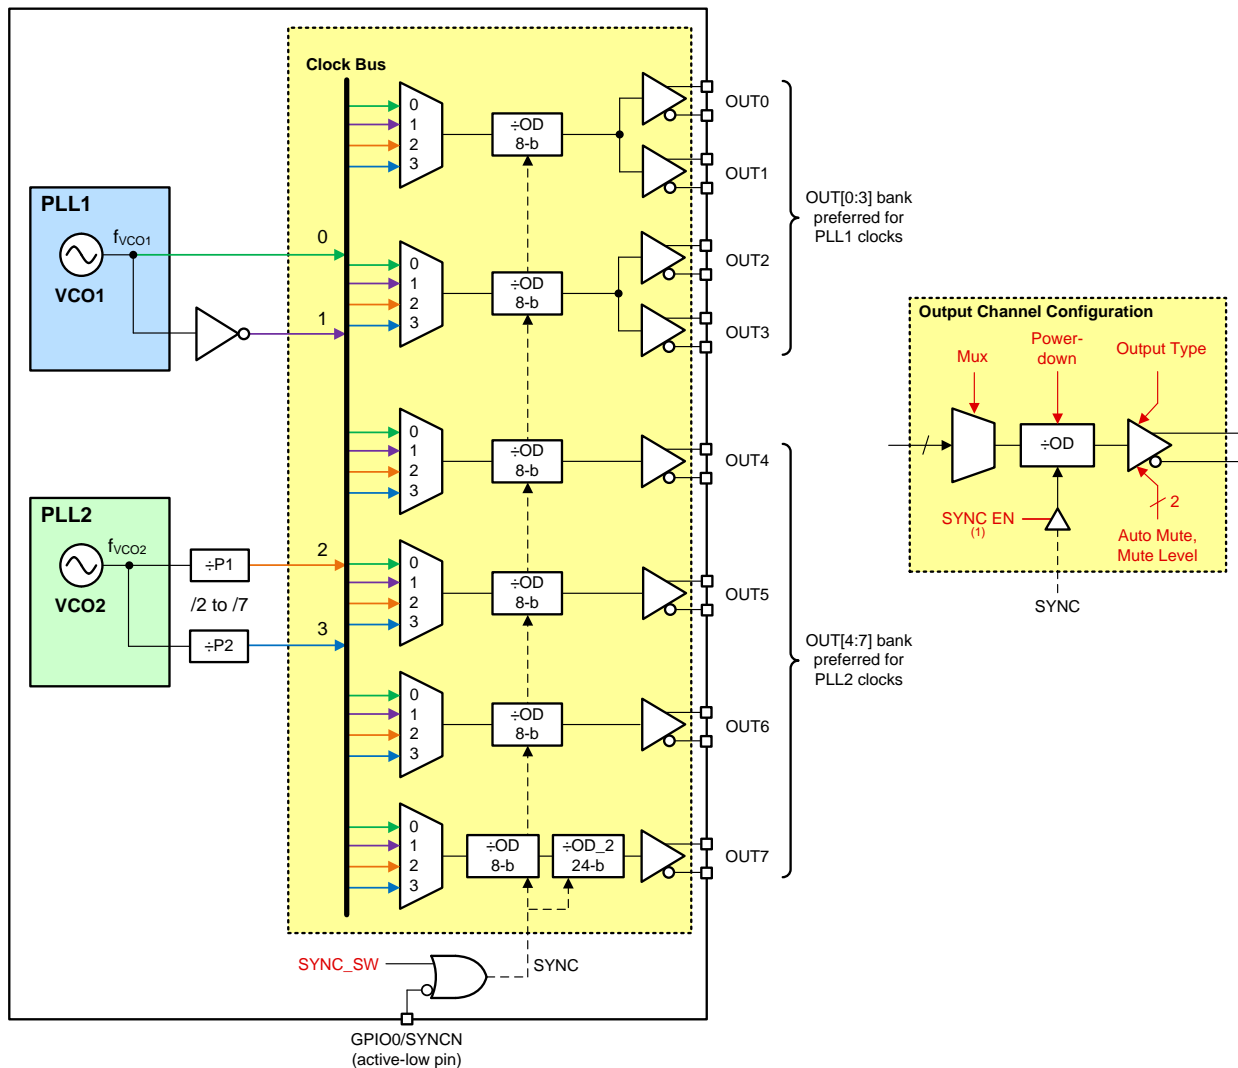 Clock Bus
0
1
2
3
÷OD
8-b
OUT0
OUT1
PLL1
fVCO1
VCO1
0
1
0
1
2
3
÷OD
8-b
OUT2
OUT3
OUT[0:3] bank
preferred for
PLL1 clocks
0
1
2
3
÷OD
8-b
OUT4
PLL2
fVCO2
VCO2
÷P1
/2 to /7
÷P2
2
3
0
1
2
3
÷OD
8-b
OUT5
0
1
2
3
÷OD
8-b
OUT6
OUT[4:7] bank
preferred for
PLL2 clocks
0
1
2
3
÷OD
8-b
÷OD_2
24-b
OUT7
SYNC_SW
SYNC
GPIO0/SYNCN
(active-low pin)
Output Channel Configuration
Mux
Power-
down
Output Type
÷OD
SYNC EN
(1)
2
Auto Mute,
Mute Level
SYNC